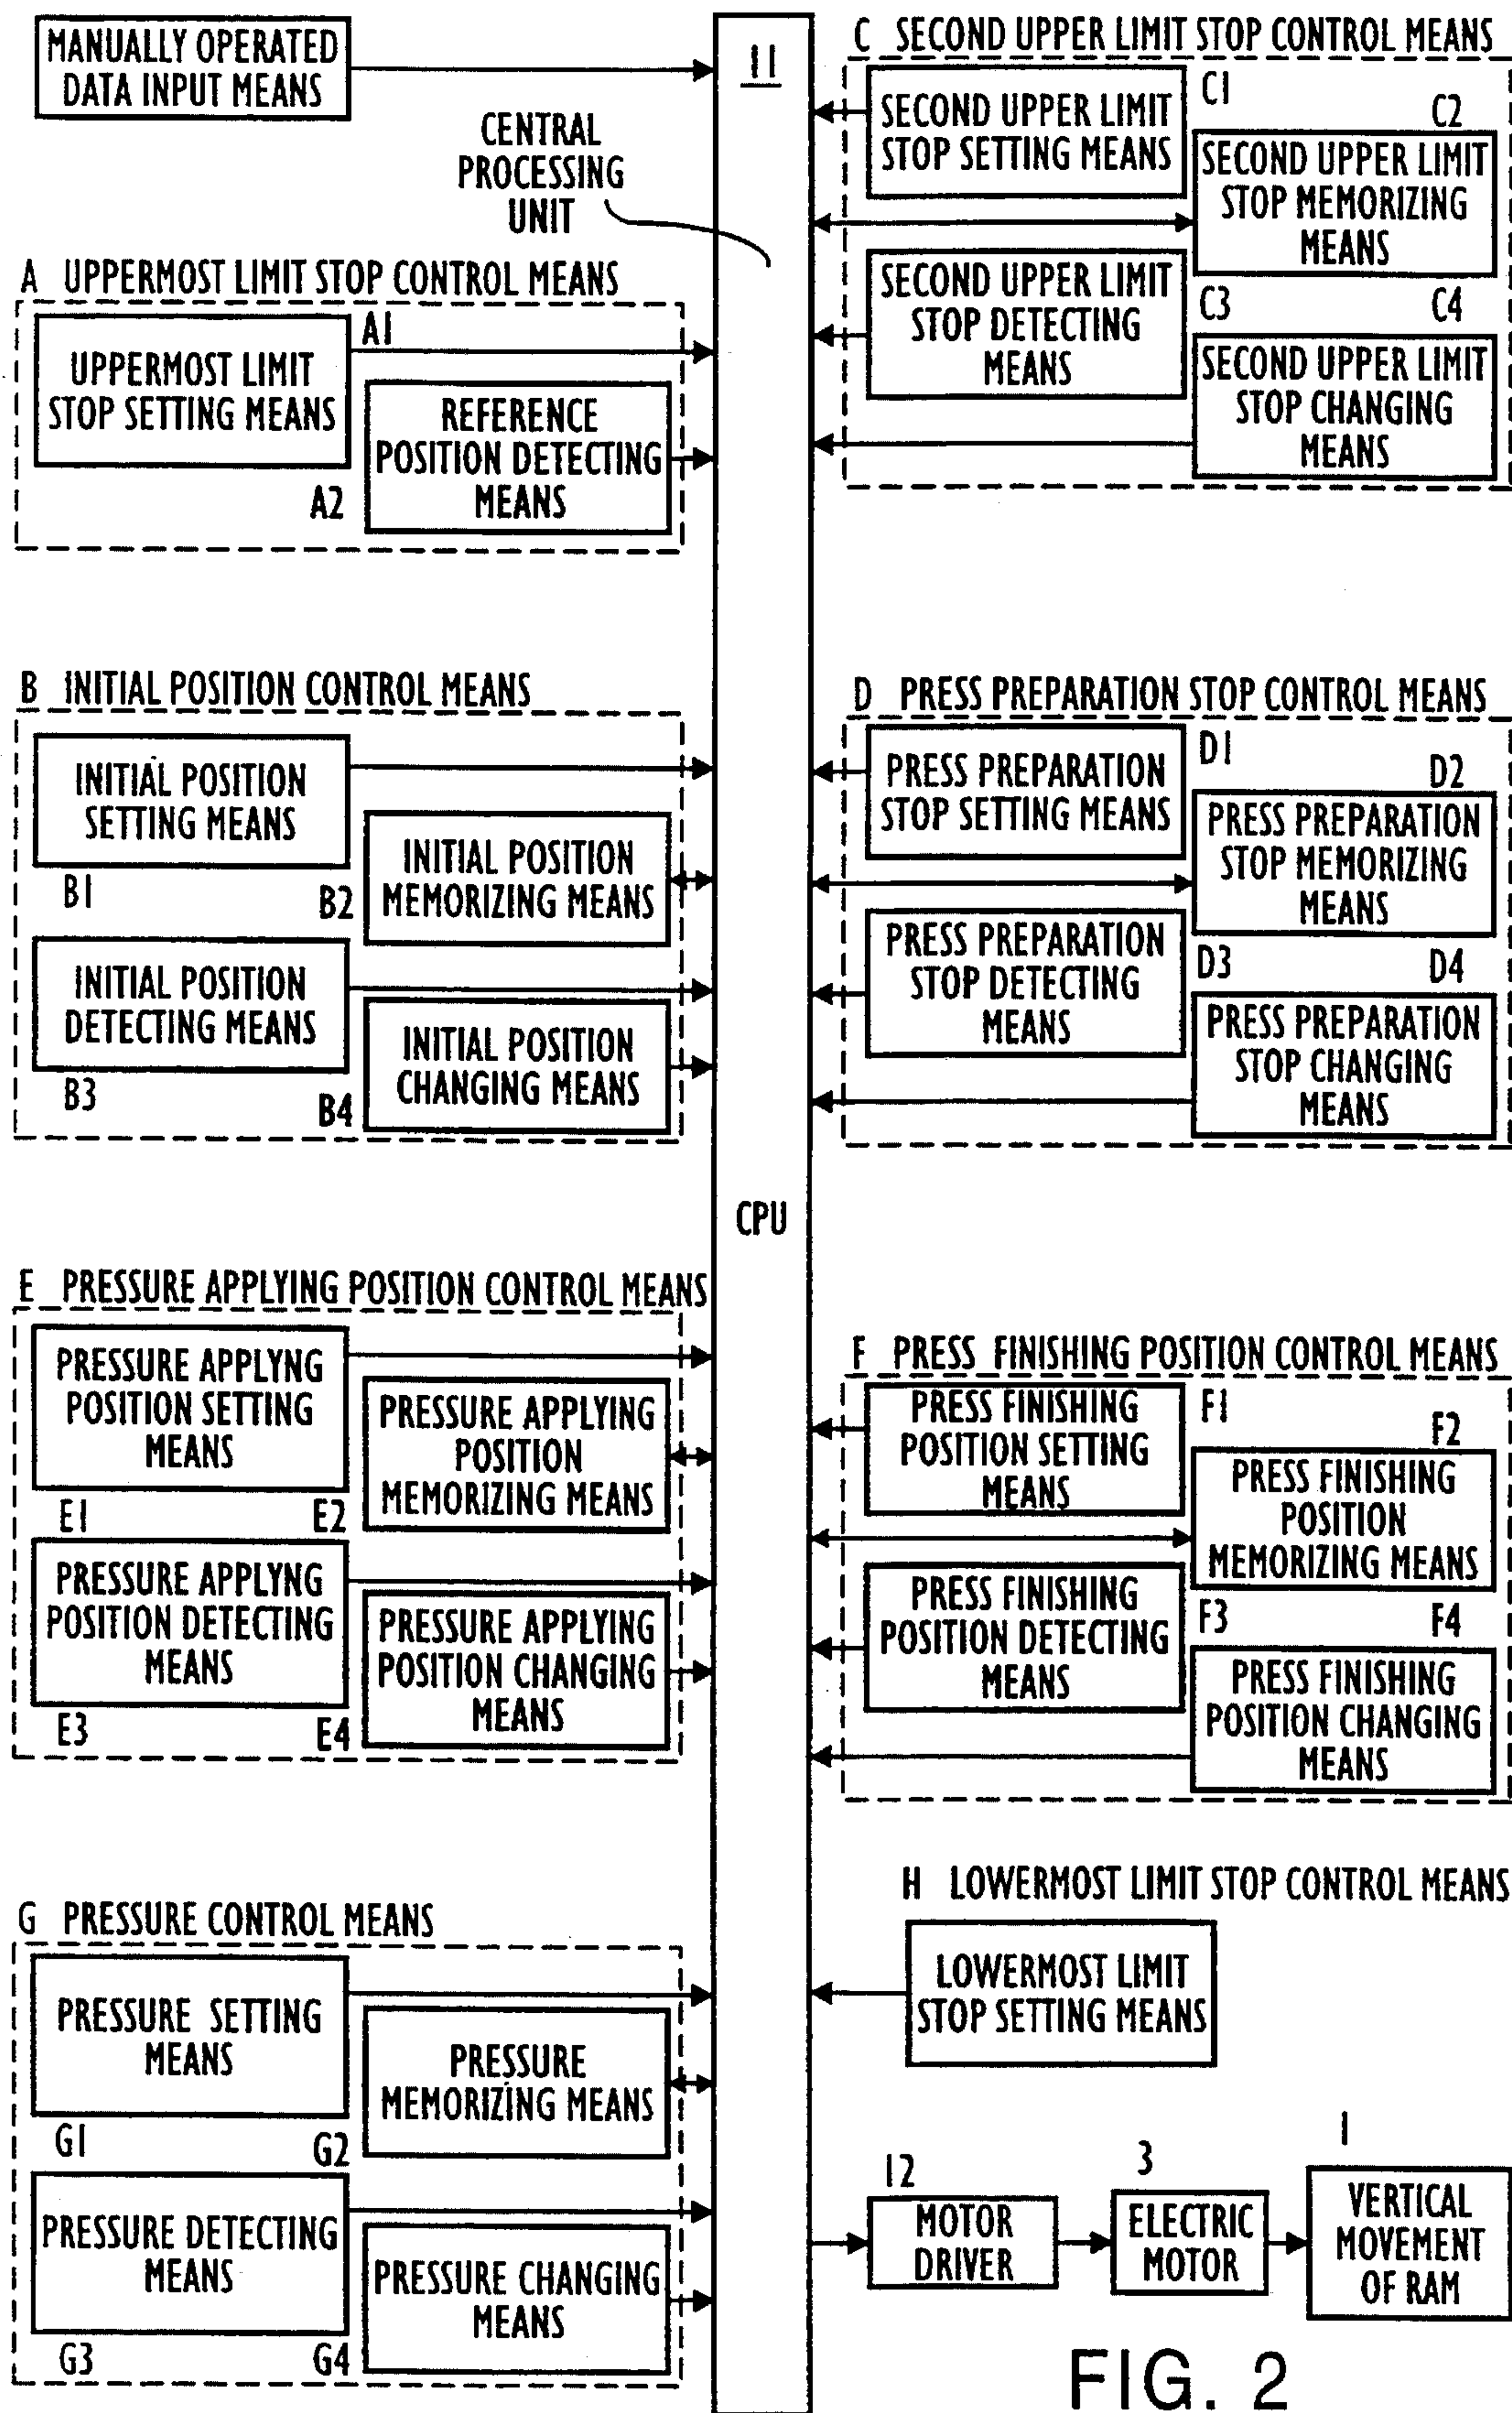 MANUALLY OPERATED
DATA INPUT MEANS
11
CENTRAL
PROCESSING
UNIT
A UPPERMOST LIMIT STOP CONTROL MEANS
UPPERMOST LIMIT
STOP SETTING MEANS
A1
REFERENCE
POSITION DETECTING
MEANS
A2
B INITIAL POSITION CONTROL MEANS
INITIAL POSITION
SETTING MEANS
B1
B2
INITIAL POSITION
MEMORIZING MEANS
INITIAL POSITION
DETECTING MEANS
B3
B4
INITIAL POSITION
CHANGING MEANS
CPU
E PRESSURE APPLYING POSITION CONTROL MEANS
PRESSURE APPLYNG
POSITION SETTING
MEANS
E1
E2
PRESSURE APPLYING
POSITION
MEMORIZING MEANS
PRESSURE APPLYNG
POSITION DETECTING
MEANS
E3
E4
PRESSURE APPLYING
POSITION CHANGING
MEANS
G PRESSURE CONTROL MEANS
PRESSURE SETTING
MEANS
G1
G2
PRESSURE
MEMORIZING MEANS
PRESSURE DETECTING
MEANS
G3
G4
PRESSURE CHANGING
MEANS
C SECOND UPPER LIMIT STOP CONTROL MEANS
SECOND UPPER LIMIT
STOP SETTING MEANS
C1
C2
SECOND UPPER LIMIT
STOP MEMORIZING
MEANS
SECOND UPPER LIMIT
STOP DETECTING
MEANS
C3
C4
SECOND UPPER LIMIT
STOP CHANGING
MEANS
D PRESS PREPARATION STOP CONTROL MEANS
PRESS PREPARATION
STOP SETTING MEANS
D1
D2
PRESS PREPARATION
STOP MEMORIZING
MEANS
PRESS PREPARATION
STOP DETECTING
MEANS
D3
D4
PRESS PREPARATION
STOP CHANGING
MEANS
F PRESS FINISHING POSITION CONTROL MEANS
PRESS FINISHING
POSITION SETTING
MEANS
F1
F2
PRESS FINISHING
POSITION
MEMORIZING MEANS
PRESS FINISHING
POSITION DETECTING
MEANS
F3
F4
PRESS FINISHING
POSITION CHANGING
MEANS
H LOWERMOST LIMIT STOP CONTROL MEANS
LOWERMOST LIMIT
STOP SETTING MEANS
12
MOTOR
DRIVER
3
ELECTRIC
MOTOR
1
VERTICAL
MOVEMENT
OF RAM
FIG. 2